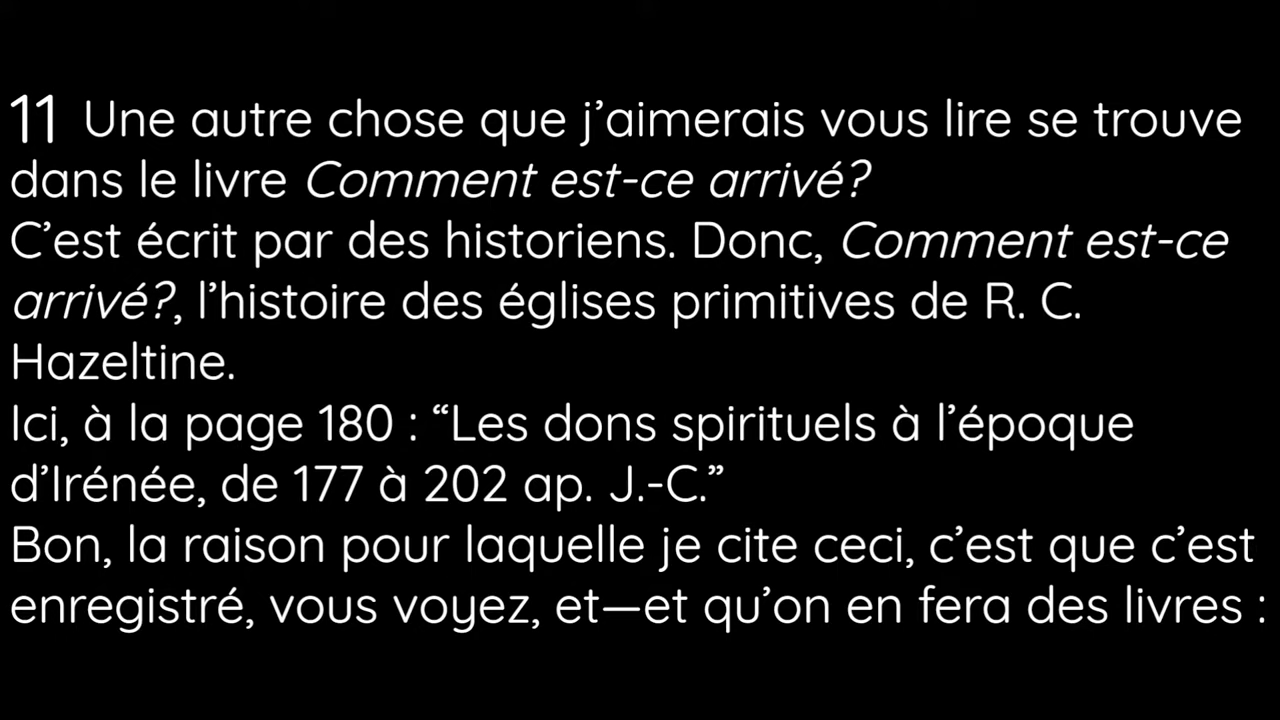 11 Une autre chose que j’aimerais vous lire se trouve
dans le livre Comment est-ce arrivé?
C’est écrit par des historiens. Donc, Comment est-ce
arrivé?, l’histoire des églises primitives de R. C.
Hazeltine.
Ici, à la page 180 : “Les dons spirituels à l’époque
d’Irénée, de 177 à 202 ap. J.-C.”
Bon, la raison pour laquelle je cite ceci, c’est que c’est
enregistré, vous voyez, et—et qu’on en fera des livres :